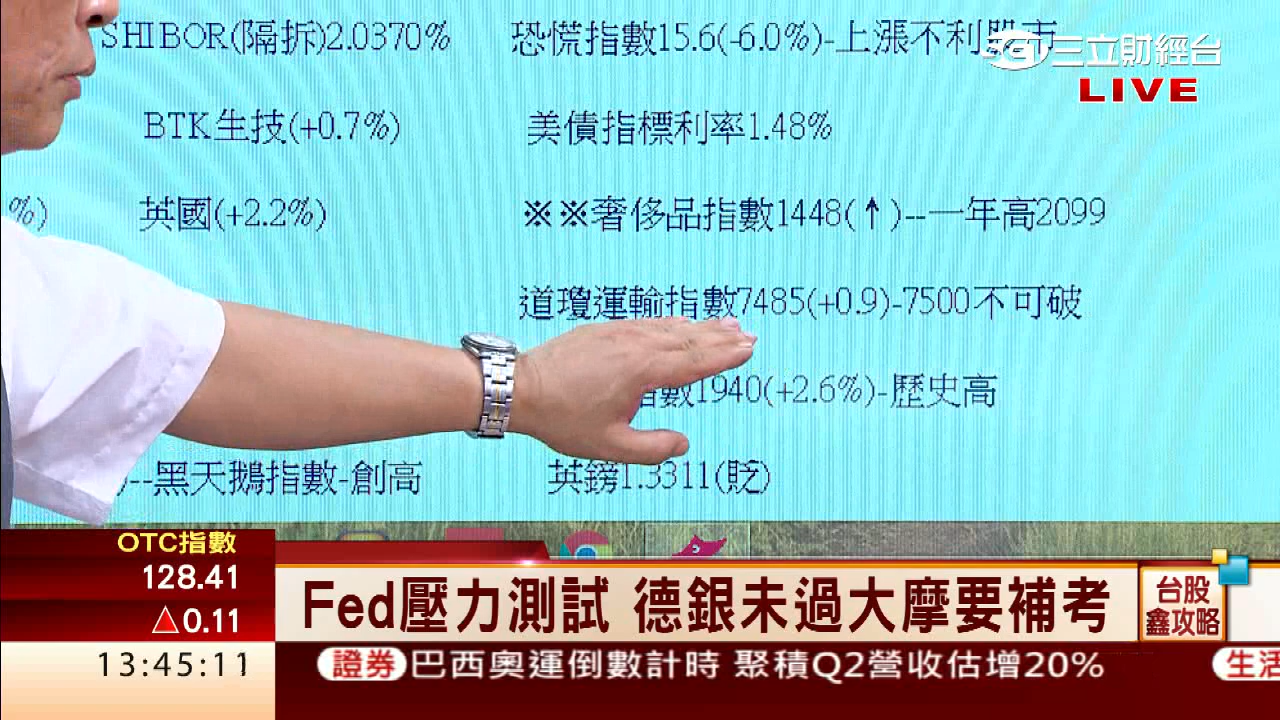 SHIBOR(隔拆)2.0370%
恐慌指數15.6(-6.0%)-上漲不利股市
三立財經台
LIVE
BTK生技(+0.7%)
美債指標利率1.48%
%)
英國(+2.2%)
※※奢侈品指數1448(↑)--一年高2099
道瓊運輸指數7485(+0.9)-7500不可破
指數1940(+2.6%)-歷史高
)--黑天鵝指數-創高
英鎊1.3311(貶)
OTC指數
128.41
△0.11
13:45:11
Fed壓力測試 德銀未過大摩要補考
台股
鑫攻略
證券 巴西奧運倒數計時 聚積Q2營收估增20%
生活